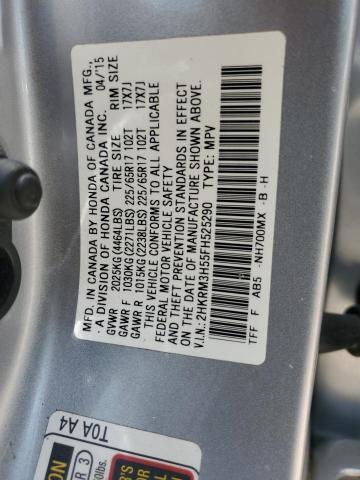 MFD. IN CANADA BY HONDA OF CANADA MFG.,
A DIVISION OF HONDA CANADA INC. 04/15
TIRE SIZE RIM SIZE
GVWR 2025KG(4464LBS)
GAWR F 1030KG(2271LBS) 225/65R17 102T 17X7J
GAWR R 1015KG(2238LBS) 225/65R17 102T 17X7J
THIS VEHICLE CONFORMS TO ALL APPLICABLE
FEDERAL MOTOR VEHICLE SAFETY
AND THEFT PREVENTION STANDARDS IN EFFECT
ON THE DATE OF MANUFACTURE SHOWN ABOVE.
V.I.N.: 2HKRM3H55FH525290 TYPE: MPV
TFF F AB5 -NH700MX -B -H
T0A A4
ON
R 3
0lbs.